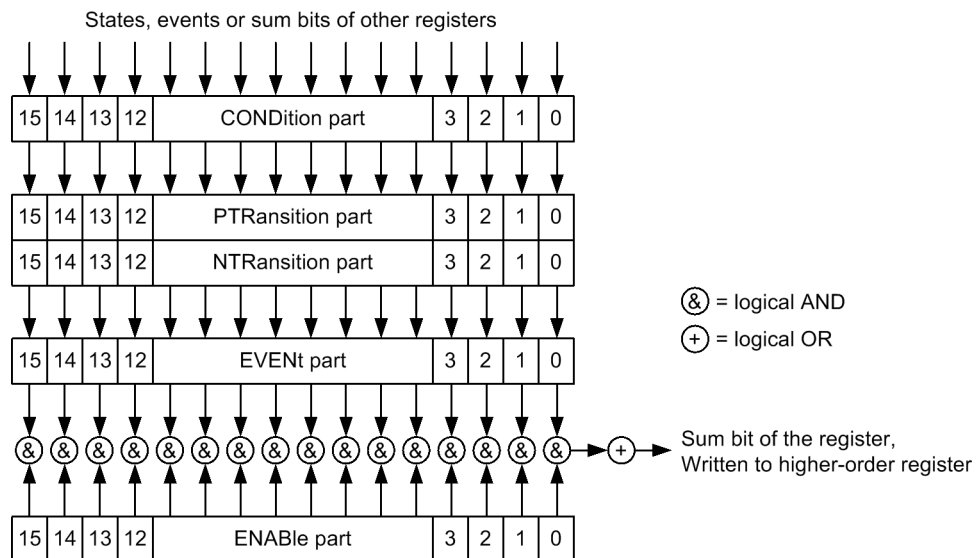 States, events or sum bits of other registers
15 14 13 12 CONDition part 3 2 1 0
15 14 13 12 PTRansition part 3 2 1 0
15 14 13 12 NTRansition part 3 2 1 0
& = logical AND
+ = logical OR
15 14 13 12 EVENt part 3 2 1 0
& & & & & & & & & & & & & & & & + Sum bit of the register,
Written to higher-order register
15 14 13 12 ENABle part 3 2 1 0